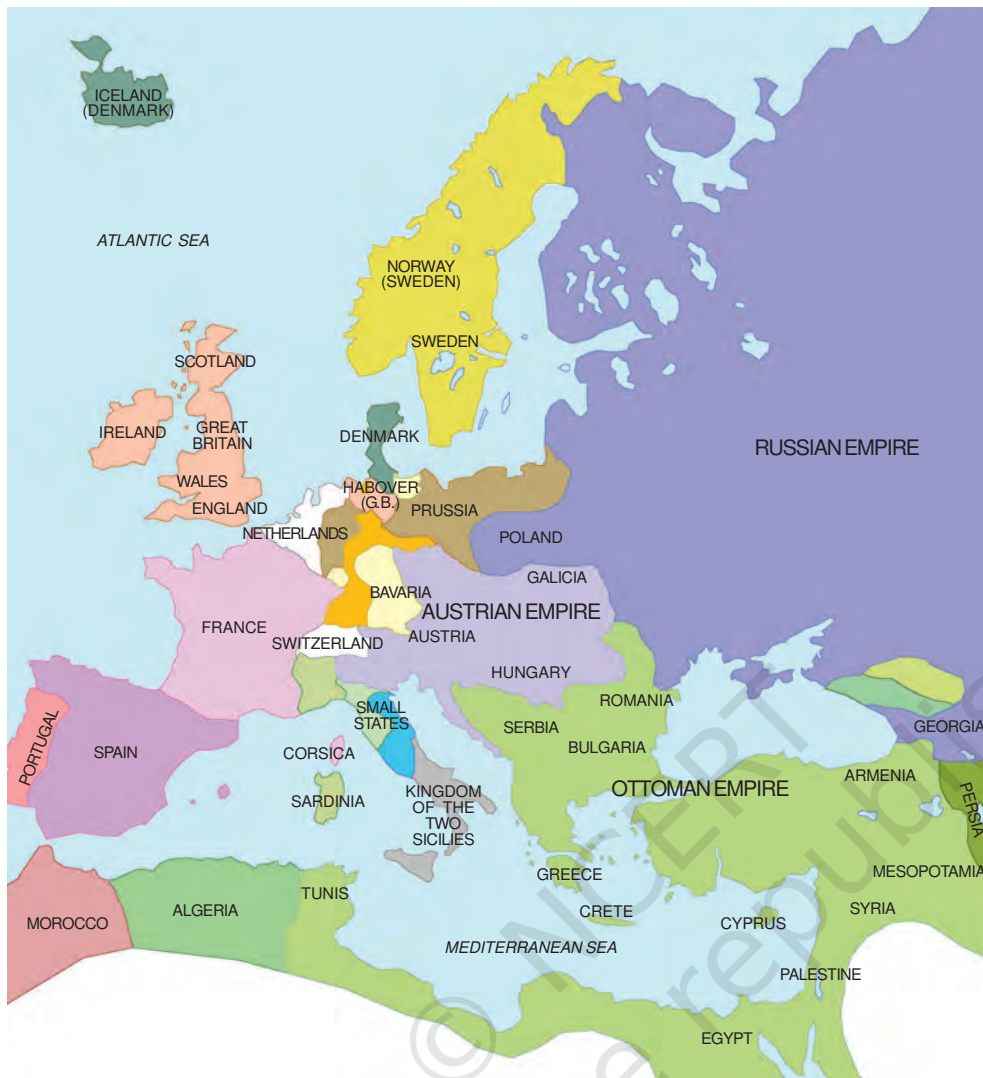 ICELAND
(DENMARK)
ATLANTIC SEA
NORWAY
(SWEDEN)
SWEDEN
SCOTLAND
IRELAND
GREAT
BRITAIN
WALES
ENGLAND
DENMARK
HABOVER
(G.B.)
PRUSSIA
NETHERLANDS
RUSSIAN EMPIRE
POLAND
GALICIA
BAVARIA
AUSTRIAN EMPIRE
AUSTRIA
FRANCE
SWITZERLAND
HUNGARY
ROMANIA
SMALL
STATES
SERBIA
BULGARIA
GEORGIA
PORTUGAL
SPAIN
CORSICA
SARDINIA
KINGDOM
OF THE
TWO
SICILIES
OTTOMAN EMPIRE
ARMENIA
PERSIA
MESOPOTAMIA
GREECE
CRETE
CYPRUS
SYRIA
MOROCCO
ALGERIA
TUNIS
MEDITERRANEAN SEA
PALESTINE
EGYPT
© NCERT
republis